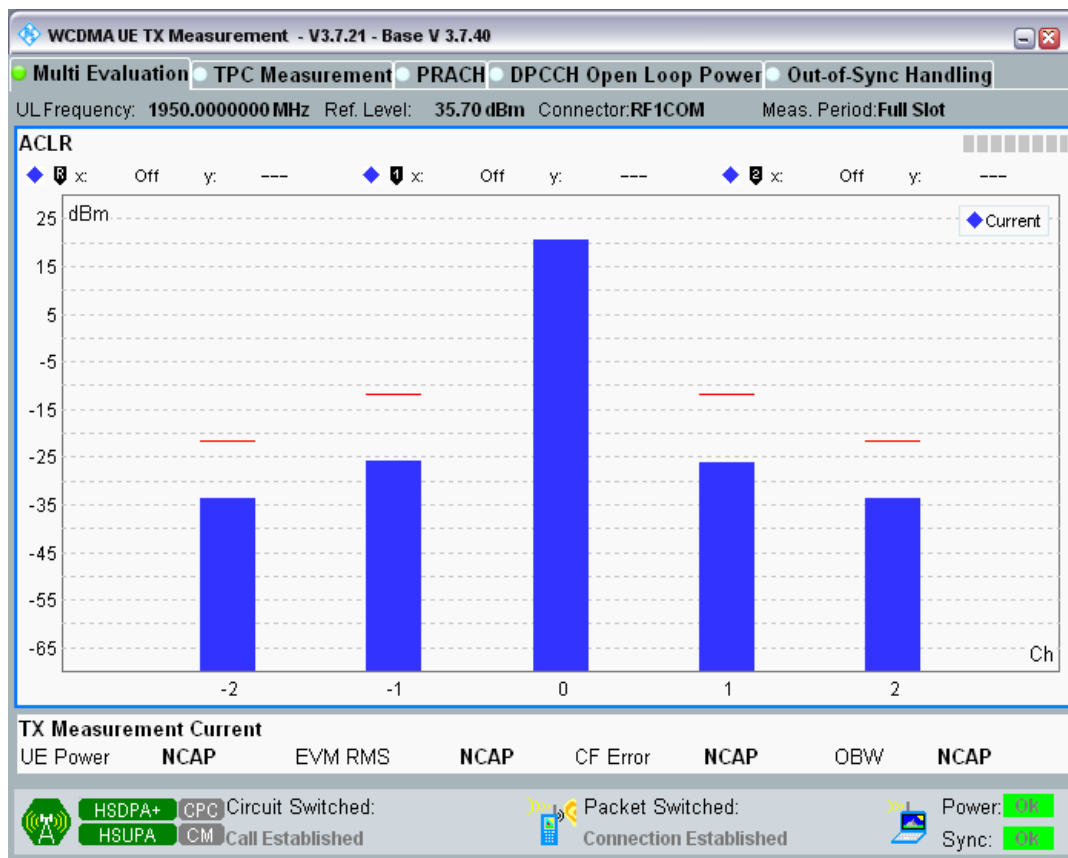 WCDMA UE TX Measurement - V3.7.21 - Base V 3.7.40
Multi Evaluation TPC Measurement PRACH DPCCH Open Loop Power Out-of-Sync Handling
UL Frequency: 1950.0000000 MHz Ref. Level: 35.70 dBm Connector:RF1COM Meas. Period:Full Slot
ACLR
R x: Off y: --- 1 x: Off y: --- 2 x: Off y: ---
dBm
Current
25
15
5
-5
-15
-25
-35
-45
-55
-65
Ch
-2 -1 0 1 2
TX Measurement Current
UE Power NCAP EVM RMS NCAP CF Error NCAP OBW NCAP
HSDPA+ CPC Circuit Switched: Packet Switched: Power: OK
HSUPA CM Call Established Connection Established Sync: OK